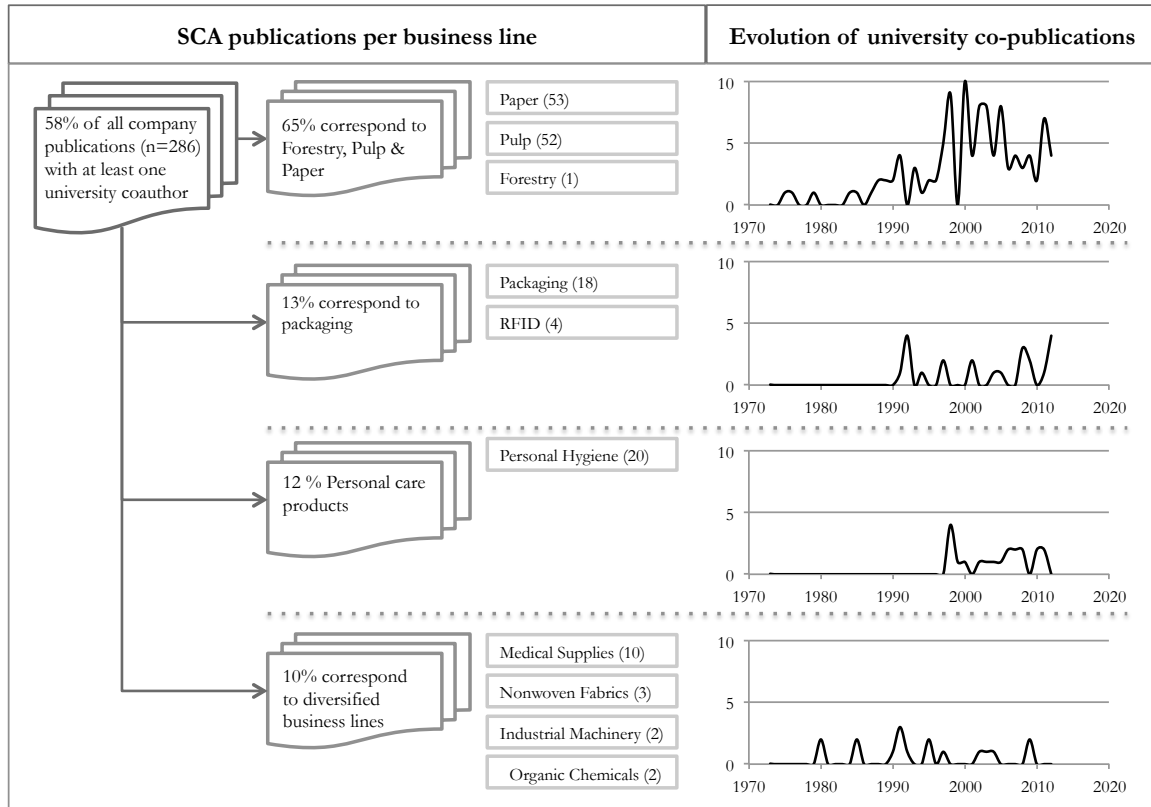 SCA publications per business line
Evolution of university co-publications
58% of all company
publications (n=286)
with at least one
university coauthor
65% correspond to
Forestry, Pulp &
Paper
Paper (53)
Pulp (52)
Forestry (1)
10
5
0
1970 1980 1990 2000 2010 2020
13% correspond to
packaging
Packaging (18)
RFID (4)
10
5
0
1970 1980 1990 2000 2010 2020
12 % Personal care
products
Personal Hygiene (20)
10
5
0
1970 1980 1990 2000 2010 2020
10% correspond
to diversified
business lines
Medical Supplies (10)
Nonwoven Fabrics (3)
Industrial Machinery (2)
Organic Chemicals (2)
10
5
0
1970 1980 1990 2000 2010 2020